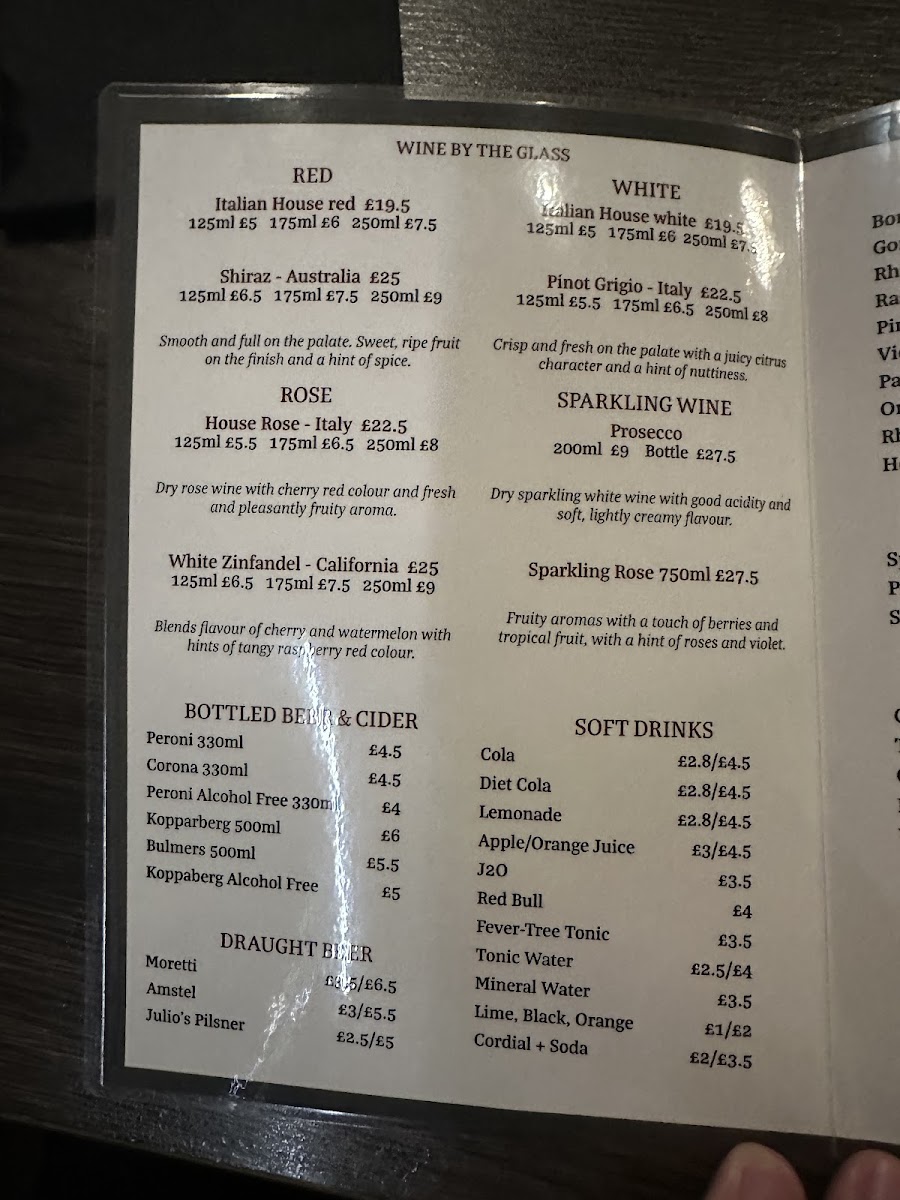 WINE BY THE GLASS
RED
Italian House red £19.5
125ml £5 175ml £6 250ml £7.5
Shiraz - Australia £25
125ml £6.5 175ml £7.5 250ml £9
Smooth and full on the palate. Sweet, ripe fruit
on the finish and a hint of spice.
ROSE
House Rose - Italy £22.5
125ml £5.5 175ml £6.5 250ml £8
Dry rose wine with cherry red colour and fresh
and pleasantly fruity aroma.
White Zinfandel - California £25
125ml £6.5 175ml £7.5 250ml £9
Blends flavour of cherry and watermelon with
hints of tangy raspberry red colour.
WHITE
Italian House white £19.5
125ml £5 175ml £6 250ml £7.5
Pinot Grigio - Italy £22.5
125ml £5.5 175ml £6.5 250ml £8
Crisp and fresh on the palate with a juicy citrus
character and a hint of nuttiness.
SPARKLING WINE
Prosecco
200ml £9 Bottle £27.5
Dry sparkling white wine with good acidity and
soft, lightly creamy flavour.
Sparkling Rose 750ml £27.5
Fruity aromas with a touch of berries and
tropical fruit, with a hint of roses and violet.
BOTTLED BEER & CIDER
Peroni 330ml £4.5
Corona 330ml £4.5
Peroni Alcohol Free 330ml £4
Kopparberg 500ml £6
Bulmers 500ml £5.5
Koppaberg Alcohol Free £5
DRAUGHT BEER
Moretti £3.5/£6.5
Amstel £3/£5.5
Julio's Pilsner £2.5/£5
SOFT DRINKS
Cola £2.8/£4.5
Diet Cola £2.8/£4.5
Lemonade £2.8/£4.5
Apple/Orange Juice £3/£4.5
J2O £3.5
Red Bull £4
Fever-Tree Tonic £3.5
Tonic Water £2.5/£4
Mineral Water £3.5
Lime, Black, Orange £1/£2
Cordial + Soda £2/£3.5